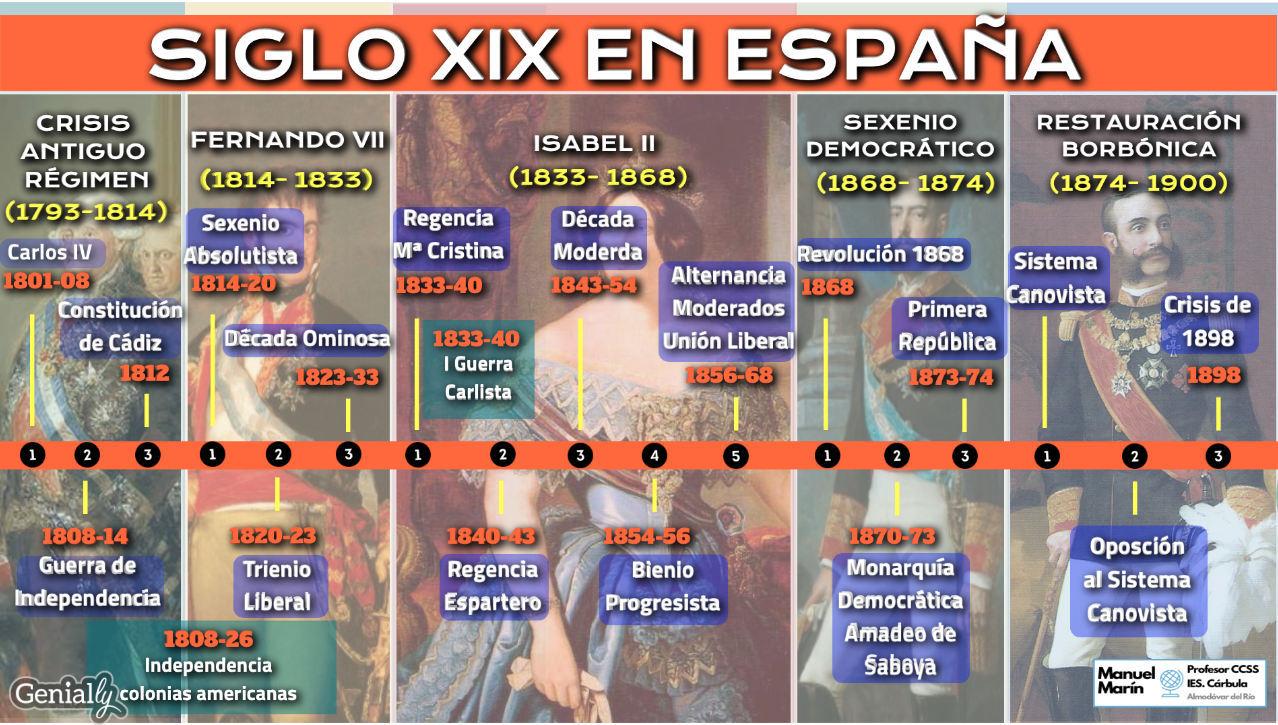 SIGLO XIX EN ESPAÑA
CRISIS
ANTIGUO
RÉGIMEN
(1793-1814)
Carlos IV
1801-08
Constitución
de Cádiz
1812
1
2
3
1808-14
Guerra de
Independencia
FERNANDO VII
(1814- 1833)
Sexenio
Absolutista
1814-20
Década Ominosa
1823-33
1
2
3
1820-23
Trienio
Liberal
1808-26
Independencia
colonias americanas
ISABEL II
(1833- 1868)
Regencia
Mª Cristina
1833-40
1833-40
I Guerra
Carlista
Década
Moderda
1843-54
Alternancia
Moderados
Unión Liberal
1856-68
1
2
3
4
5
1840-43
Regencia
Espartero
1854-56
Bienio
Progresista
SEXENIO
DEMOCRÁTICO
(1868- 1874)
Revolución 1868
1868
Primera
República
1873-74
1
2
3
1870-73
Monarquía
Democrática
Amadeo de
Saboya
RESTAURACIÓN
BORBÓNICA
(1874- 1900)
Sistema
Canovista
Crisis de
1898
1898
1
2
3
Oposción
al Sistema
Canovista
Genially
Manuel
Marín
Profesor CCSS
IES. Cárbula
Almodóvar del Río